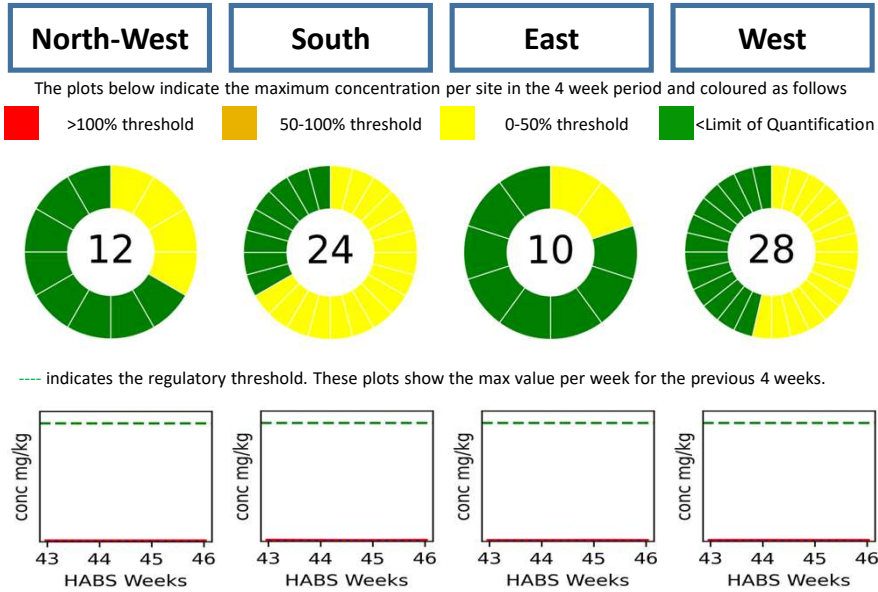 North-West South East West
The plots below indicate the maximum concentration per site in the 4 week period and coloured as follows
>100% threshold 50-100% threshold 0-50% threshold <Limit of Quantification
12 24 10 28
---- indicates the regulatory threshold. These plots show the max value per week for the previous 4 weeks.
conc mg/kg conc mg/kg conc mg/kg conc mg/kg
43 44 45 46 43 44 45 46 43 44 45 46 43 44 45 46
HABS Weeks HABS Weeks HABS Weeks HABS Weeks